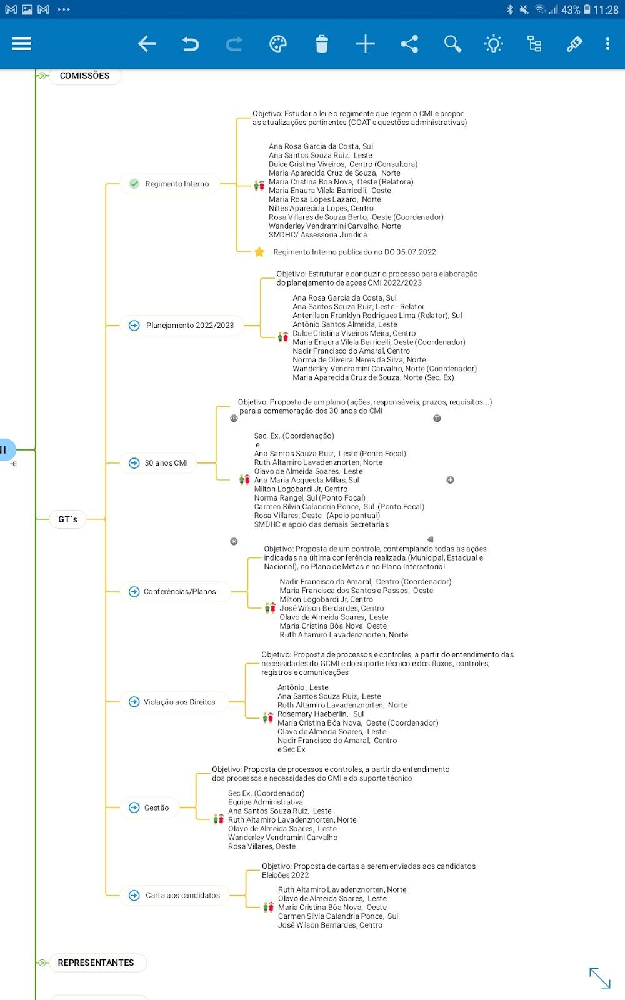 43% 11:28
COMISSÕES
Objetivo: Estudar a lei e o regimente que regem o CMI e propor
as atualizações pertinentes (COAT e questões administrativas)
Ana Rosa Garcia da Costa, Sul
Ana Santos Souza Ruiz, Leste
Dulce Cristina Viveiros, Centro (Consultora)
Maria Aparecida Cruz de Souza, Norte
Maria Cristina Boa Nova, Oeste (Relatora)
Maria Enaura Vilela Barricelli, Oeste
Maria Rosa Lopes Lazaro, Norte
Niltes Aparecida Lopes, Centro
Rosa Villares de Souza Berto, Oeste (Coordenador)
Wanderley Vendramini Carvalho, Norte
SMDHC/ Assessoria Jurídica
Regimento Interno
Regimento Interno publicado no DO 05.07.2022
Objetivo: Estruturar e conduzir o processo para elaboração
do planejamento de açoes CMI 2022/2023
Planejamento 2022/2023
Ana Rosa Garcia da Costa, Sul
Ana Santos Souza Ruiz, Leste - Relator
Antenilson Franklyn Rodrigues Lima (Relator), Sul
Antônio Santos Almeida, Leste
Dulce Cristina Viveiros Meira, Centro
Maria Enaura Vilela Barricelli, Oeste (Coordenador)
Nadir Francisco do Amaral, Centro
Norma de Oliveira Neres da Silva, Norte
Wanderley Vendramini Carvalho, Norte (Coordenador)
Maria Aparecida Cruz de Souza, Norte (Sec. Ex)
Objetivo: Proposta de um plano (ações, responsáveis, prazos, requisitos...)
para a comemoração dos 30 anos do CMI
30 anos CMI
Sec. Ex. (Coordenação)
e
Ana Santos Souza Ruiz, Leste (Ponto Focal)
Ruth Altamiro Lavadenznorten, Norte
Olavo de Almeida Soares, Leste
Ana Maria Acquesta Millas, Sul
Milton Logobardi Jr, Centro
Norma Rangel, Sul (Ponto Focal)
Carmen Silvia Calandria Ponce, Sul (Ponto Focal)
Rosa Villares, Oeste (Apoio pontual)
SMDHC e apoio das demais Secretarias
GT´s
Objetivo: Proposta de um controle, contemplando todas as ações
indicadas na última conferência realizada (Municipal, Estadual e
Nacional), no Plano de Metas e no Plano Intersetorial
Conferências/Planos
Nadir Francisco do Amaral, Centro (Coordenador)
Maria Francisca dos Santos e Passos, Oeste
Milton Logobardi Jr, Centro
José Wilson Berdardes, Centro
Olavo de Almeida Soares, Leste
Maria Cristina Bôa Nova Oeste
Ruth Altamiro Lavadenznorten, Norte
Objetivo: Proposta de processos e controles, a partir do entendimento das
necessidades do GCMI e do suporte técnico e dos fluxos, controles,
registros e comunicações
Violação aos Direitos
Antônio , Leste
Ana Santos Souza Ruiz, Leste
Ruth Altamiro Lavadenznorten, Norte
Rosemary Haeberlin, Sul
Maria Cristina Bôa Nova, Oeste (Coordenador)
Olavo de Almeida Soares, Leste
Nadir Francisco do Amaral, Centro
e Sec Ex
Objetivo: Proposta de processos e controles, a partir do entendimento
dos processos e necessidades do CMI e do suporte técnico
Gestão
Sec Ex. (Coordenador)
Equipe Administrativa
Ana Santos Souza Ruiz, Leste
Ruth Altamiro Lavadenznorten, Norte
Olavo de Almeida Soares, Leste
Wanderley Vendramini Carvalho
Rosa Villares, Oeste
Objetivo: Proposta de cartas a serem enviadas aos candidatos
Eleições 2022
Carta aos candidatos
Ruth Altamiro Lavadenznorten, Norte
Olavo de Almeida Soares, Leste
Maria Cristina Bôa Nova, Oeste
Carmen Silvia Calandria Ponce, Sul
José Wilson Bernardes, Centro
REPRESENTANTES